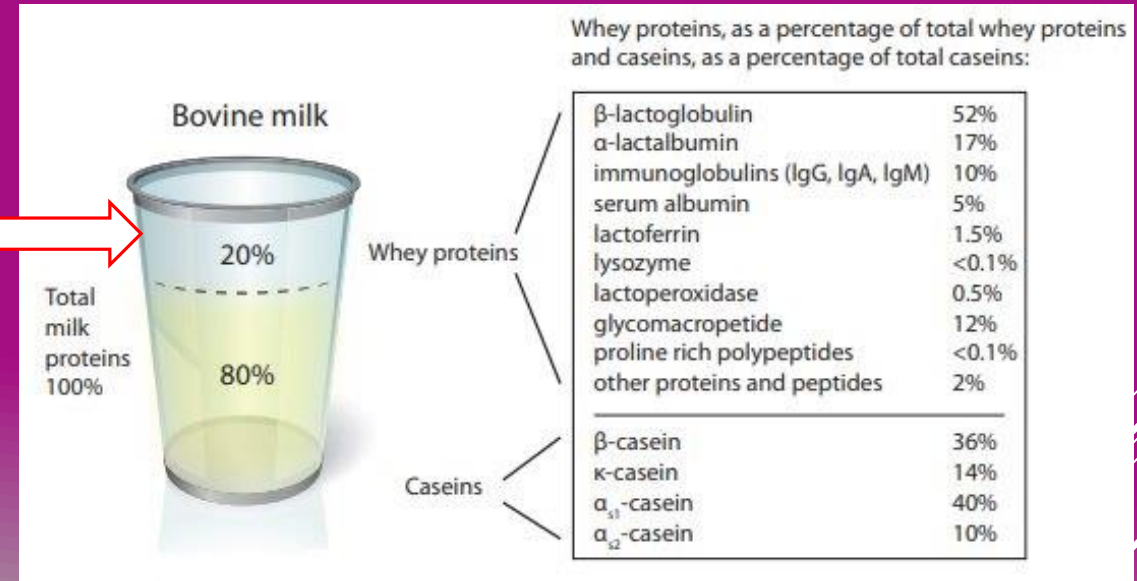 Whey proteins, as a percentage of total whey proteins
and caseins, as a percentage of total caseins:
Bovine milk
20%
80%
Total
milk
proteins
100%
Whey proteins
β-lactoglobulin 52%
α-lactalbumin 17%
immunoglobulins (IgG, IgA, IgM) 10%
serum albumin 5%
lactoferrin 1.5%
lysozyme <0.1%
lactoperoxidase 0.5%
glycomacropetide 12%
proline rich polypeptides <0.1%
other proteins and peptides 2%
Caseins
β-casein 36%
κ-casein 14%
αs1-casein 40%
αs2-casein 10%